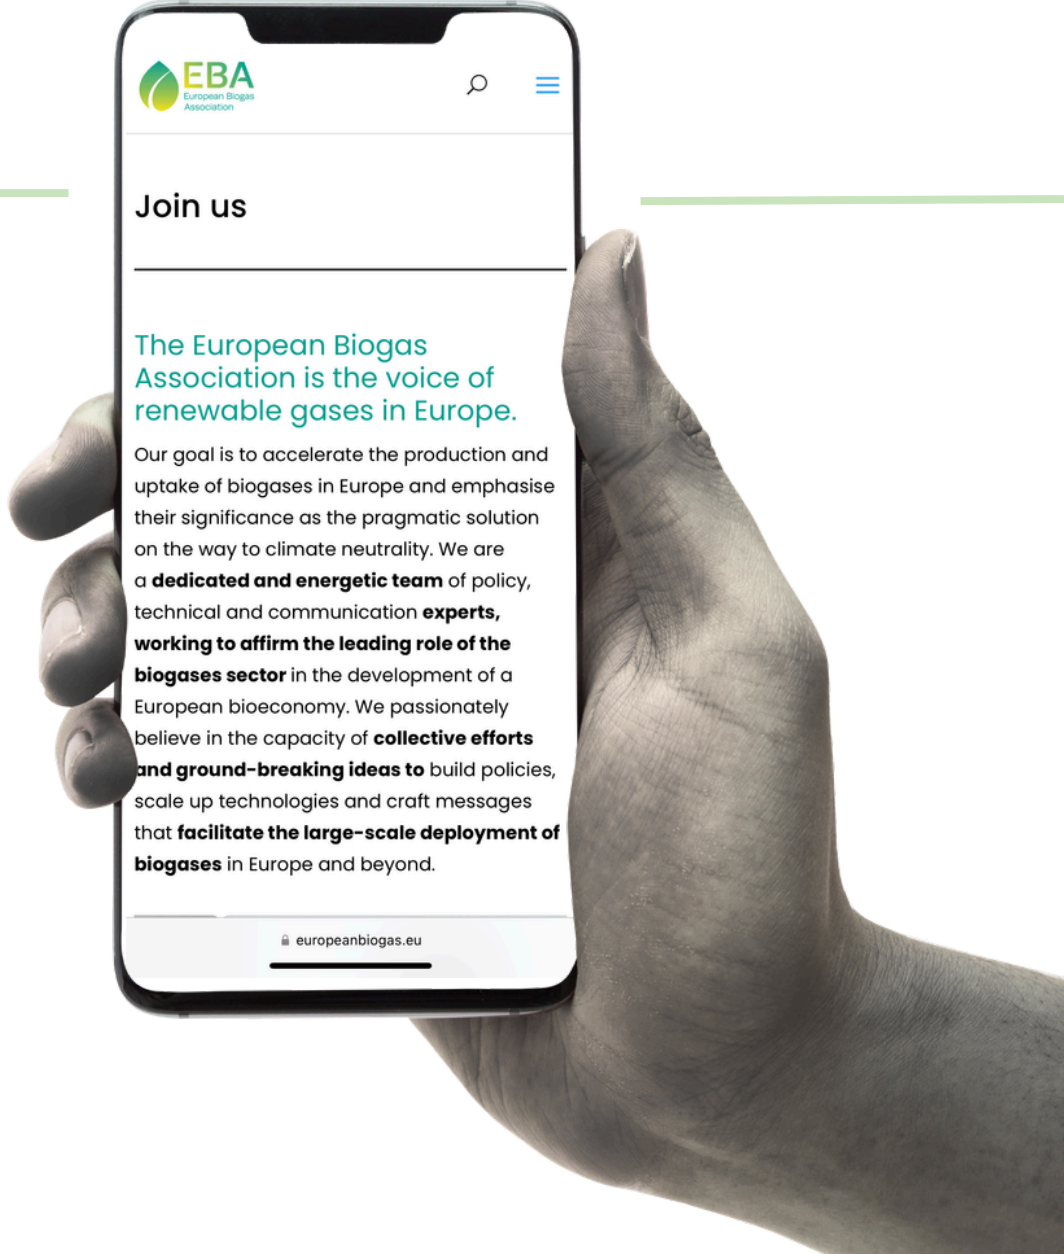 EBA
European Biogas
Association
Join us
The European Biogas
Association is the voice of
renewable gases in Europe.
Our goal is to accelerate the production and
uptake of biogases in Europe and emphasise
their significance as the pragmatic solution
on the way to climate neutrality. We are
a dedicated and energetic team of policy,
technical and communication experts,
working to affirm the leading role of the
biogases sector in the development of a
European bioeconomy. We passionately
believe in the capacity of collective efforts
and ground-breaking ideas to build policies,
scale up technologies and craft messages
that facilitate the large-scale deployment of
biogases in Europe and beyond.
europeanbiogas.eu